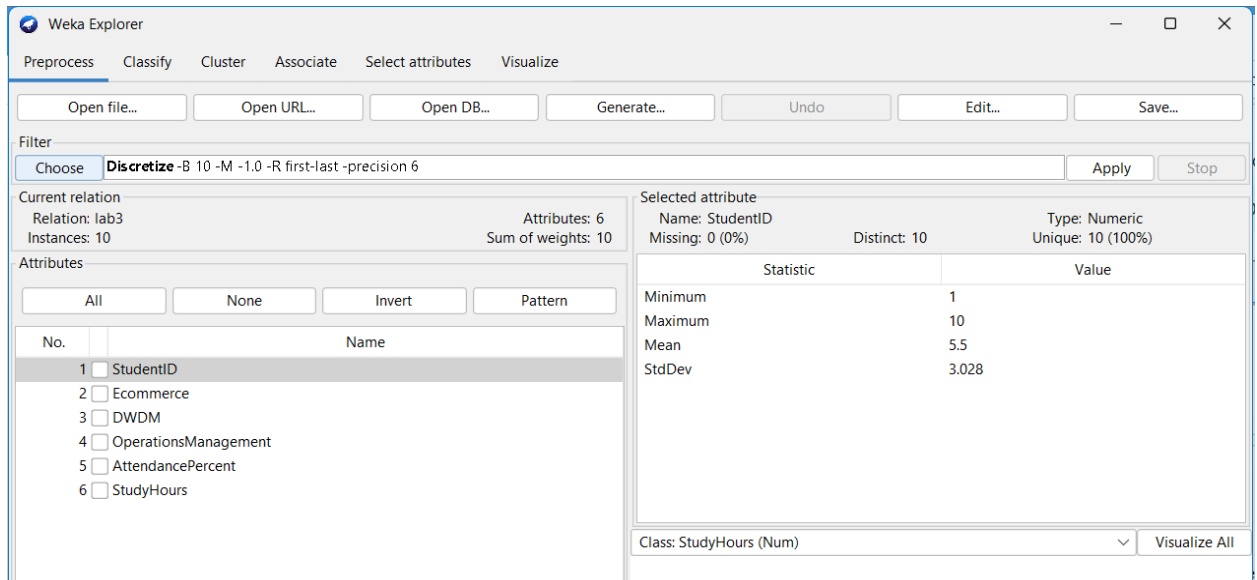 Weka Explorer
Preprocess Classify Cluster Associate Select attributes Visualize
Open file... Open URL... Open DB... Generate... Undo Edit... Save...
Filter
Choose Discretize -B 10 -M -1.0 -R first-last -precision 6 Apply Stop
Current relation
Relation: lab3 Attributes: 6
Instances: 10 Sum of weights: 10
Attributes
All None Invert Pattern
No. Name
1 StudentID
2 Ecommerce
3 DWDM
4 OperationsManagement
5 AttendancePercent
6 StudyHours
Selected attribute
Name: StudentID Type: Numeric
Missing: 0 (0%) Distinct: 10 Unique: 10 (100%)
Statistic Value
Minimum 1
Maximum 10
Mean 5.5
StdDev 3.028
Class: StudyHours (Num) Visualize All